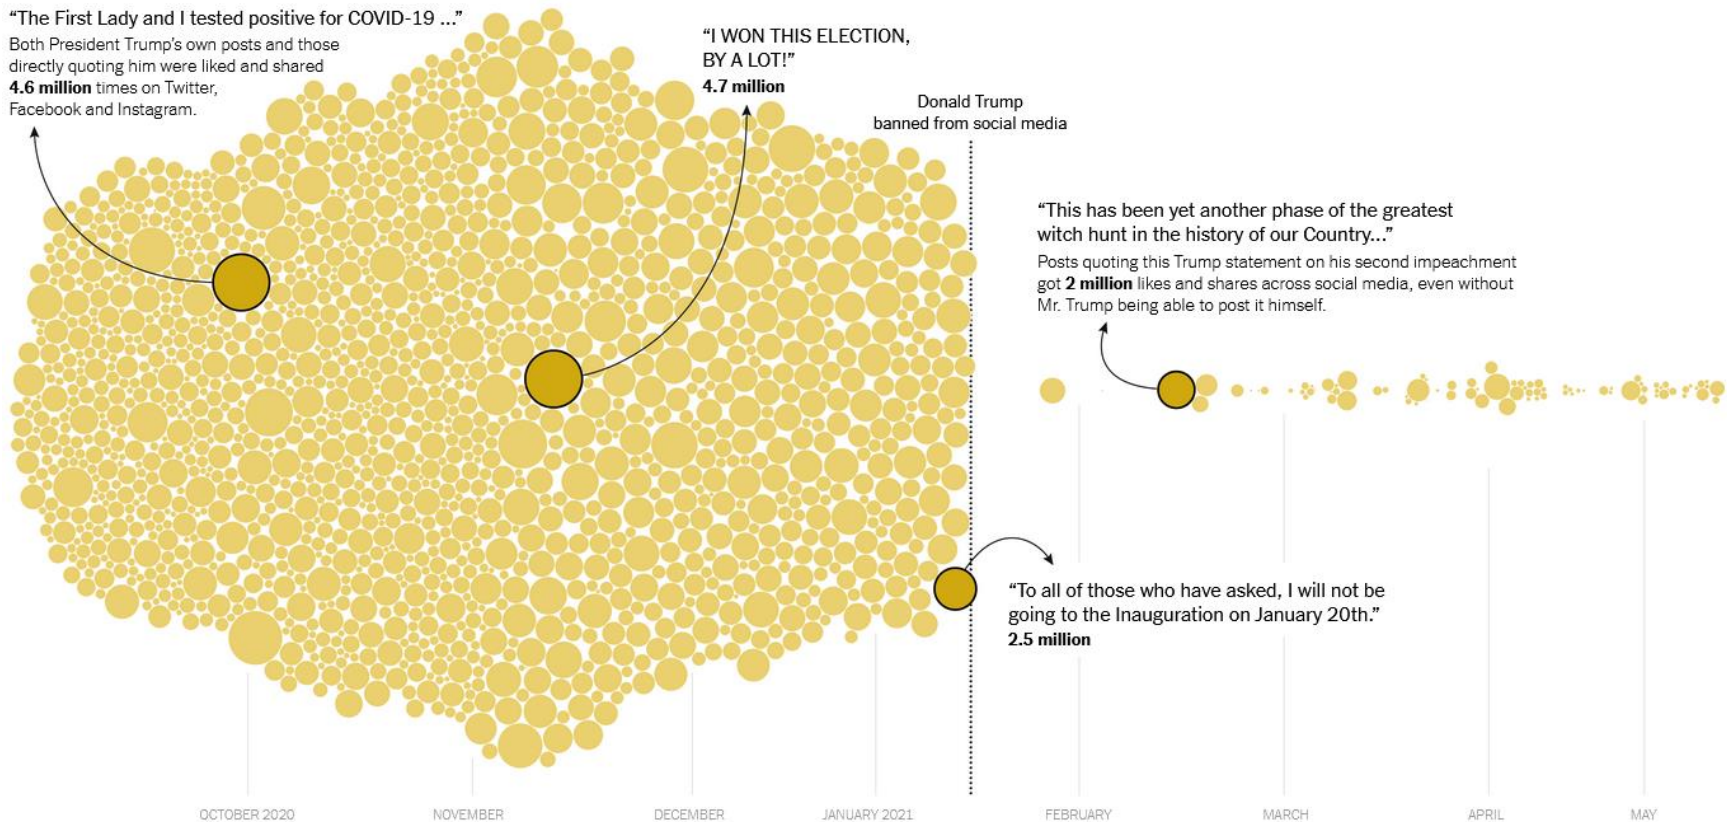 “The First Lady and I tested positive for COVID-19 ...”
Both President Trump’s own posts and those
directly quoting him were liked and shared
4.6 million times on Twitter,
Facebook and Instagram.
“I WON THIS ELECTION,
BY A LOT!”
4.7 million
Donald Trump
banned from social media
“This has been yet another phase of the greatest
witch hunt in the history of our Country...”
Posts quoting this Trump statement on his second impeachment
got 2 million likes and shares across social media, even without
Mr. Trump being able to post it himself.
“To all of those who have asked, I will not be
going to the Inauguration on January 20th.”
2.5 million
OCTOBER 2020 NOVEMBER DECEMBER JANUARY 2021 FEBRUARY MARCH APRIL MAY